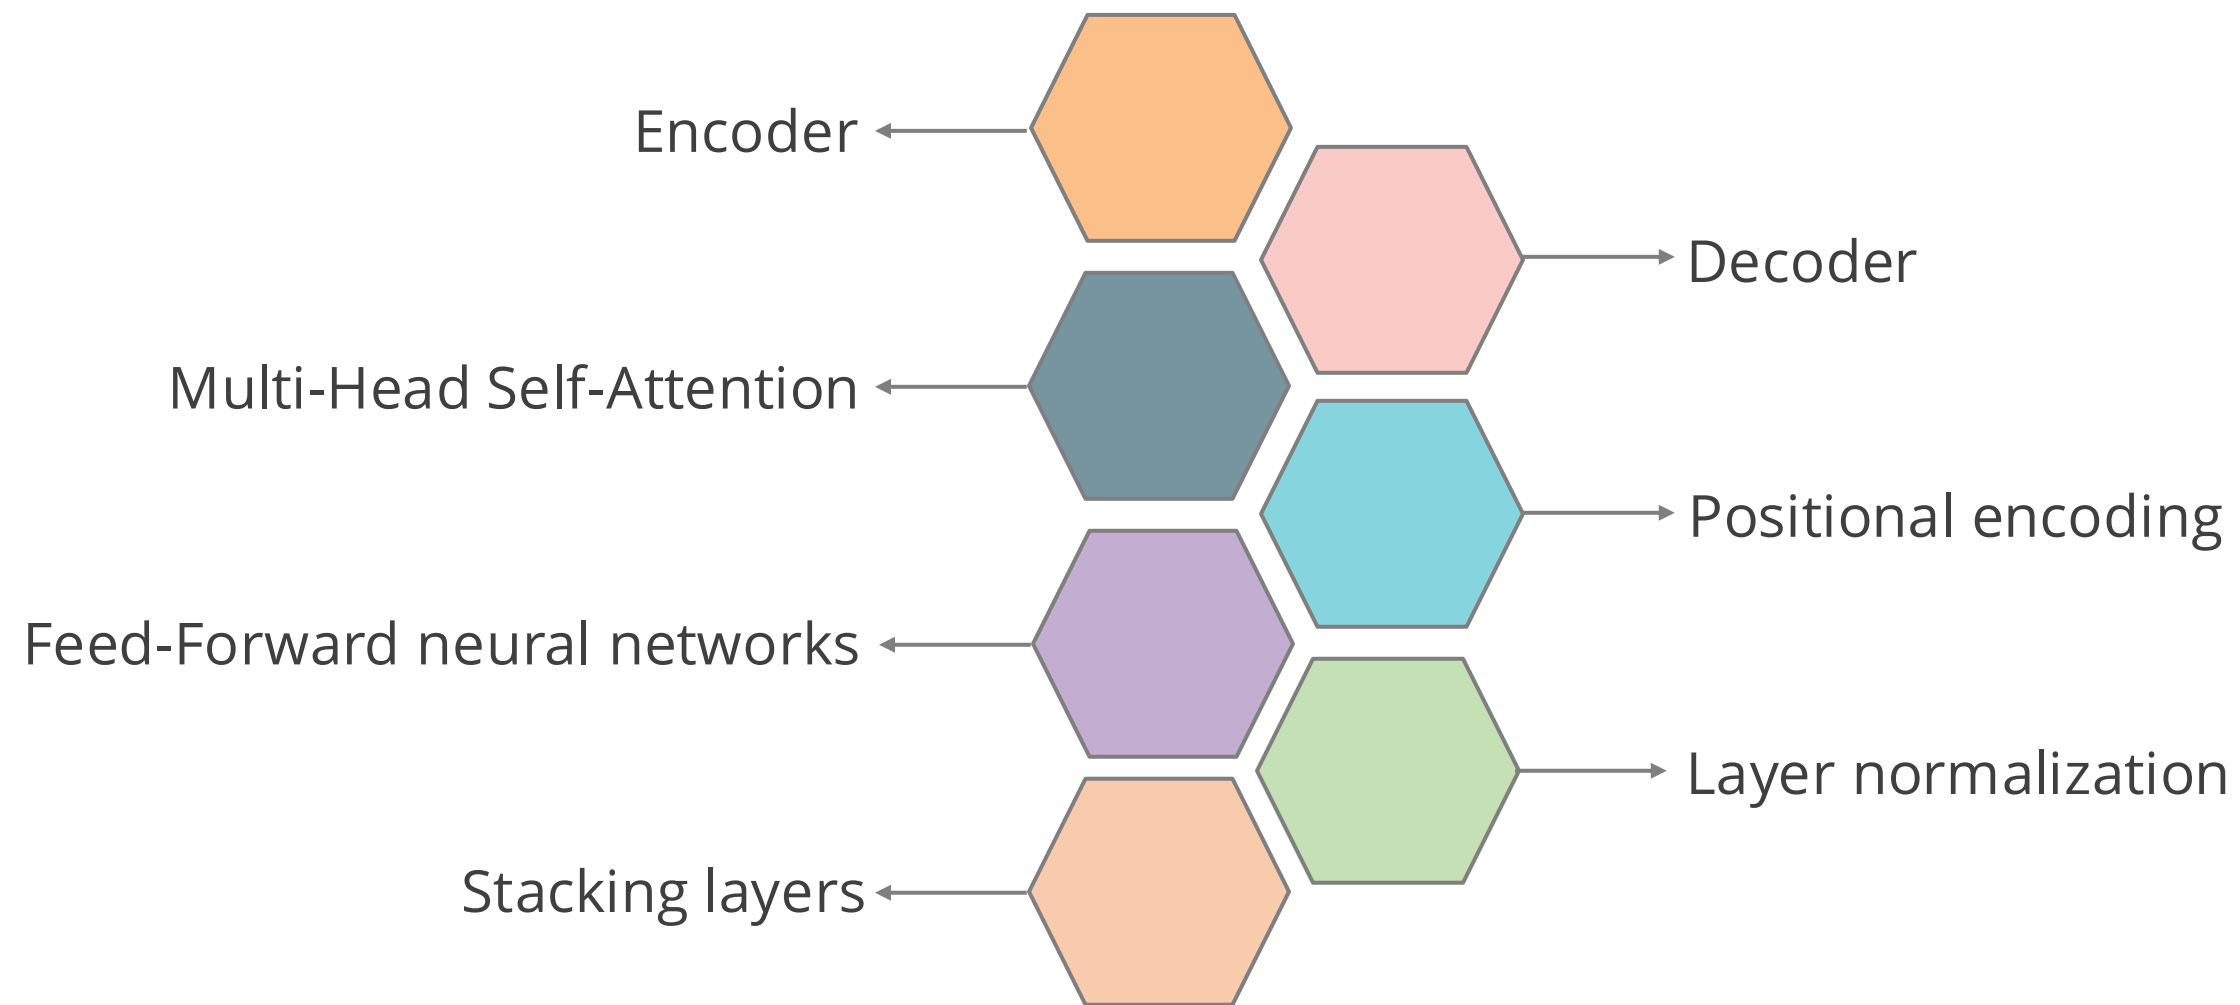 Encoder
Decoder
Multi-Head Self-Attention
Positional encoding
Feed-Forward neural networks
Layer normalization
Stacking layers